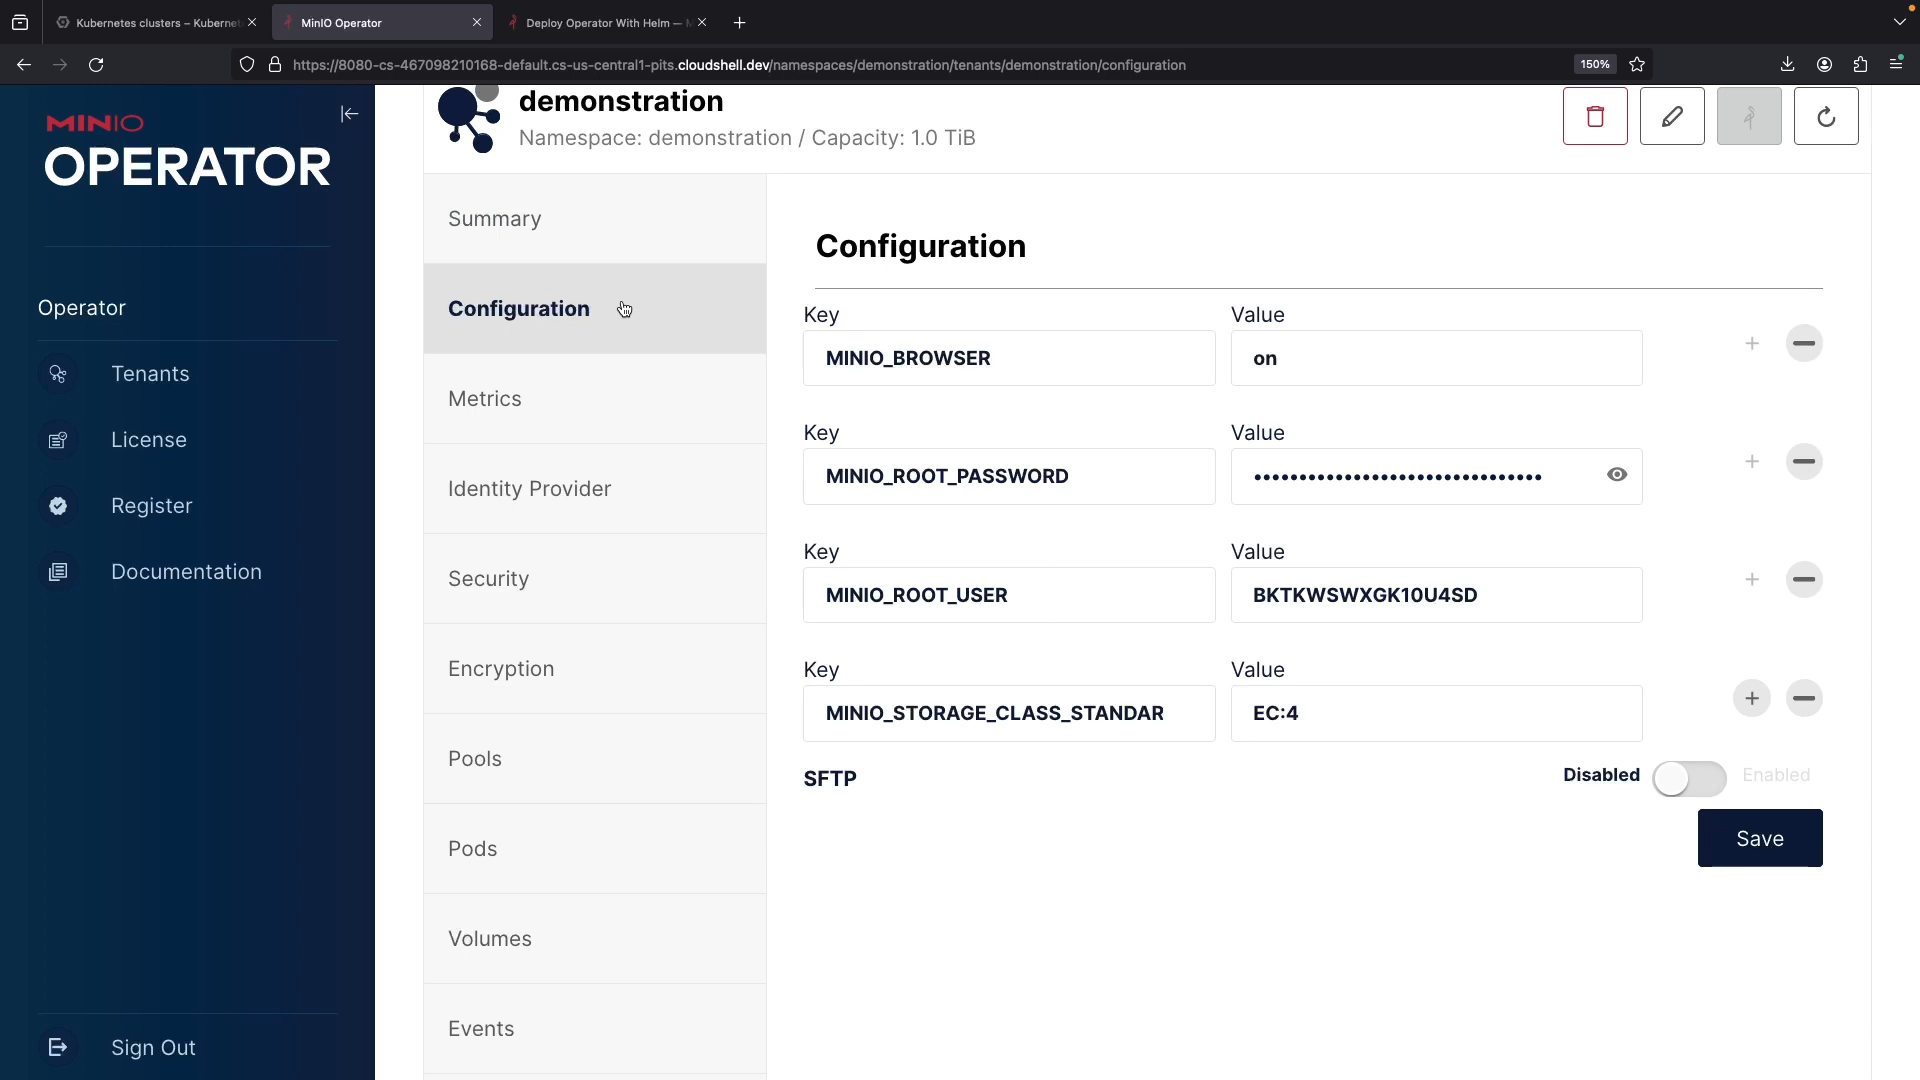 Kubernetes clusters – Kubernet
MinIO Operator
Deploy Operator With Helm — M
https://8080-cs-467098210168-default.cs-us-central1-pits.cloudshell.dev/namespaces/demonstration/tenants/demonstration/configuration
150%
MINIO
OPERATOR
Operator
Tenants
License
Register
Documentation
Sign Out
demonstration
Namespace: demonstration / Capacity: 1.0 TiB
Summary
Configuration
Metrics
Identity Provider
Security
Encryption
Pools
Pods
Volumes
Events
Configuration
Key Value
MINIO_BROWSER on
Key Value
MINIO_ROOT_PASSWORD ••••••••••••••••••••••••••••••••
Key Value
MINIO_ROOT_USER BKTKWSWXGK10U4SD
Key Value
MINIO_STORAGE_CLASS_STANDAR EC:4
SFTP Disabled Enabled
Save